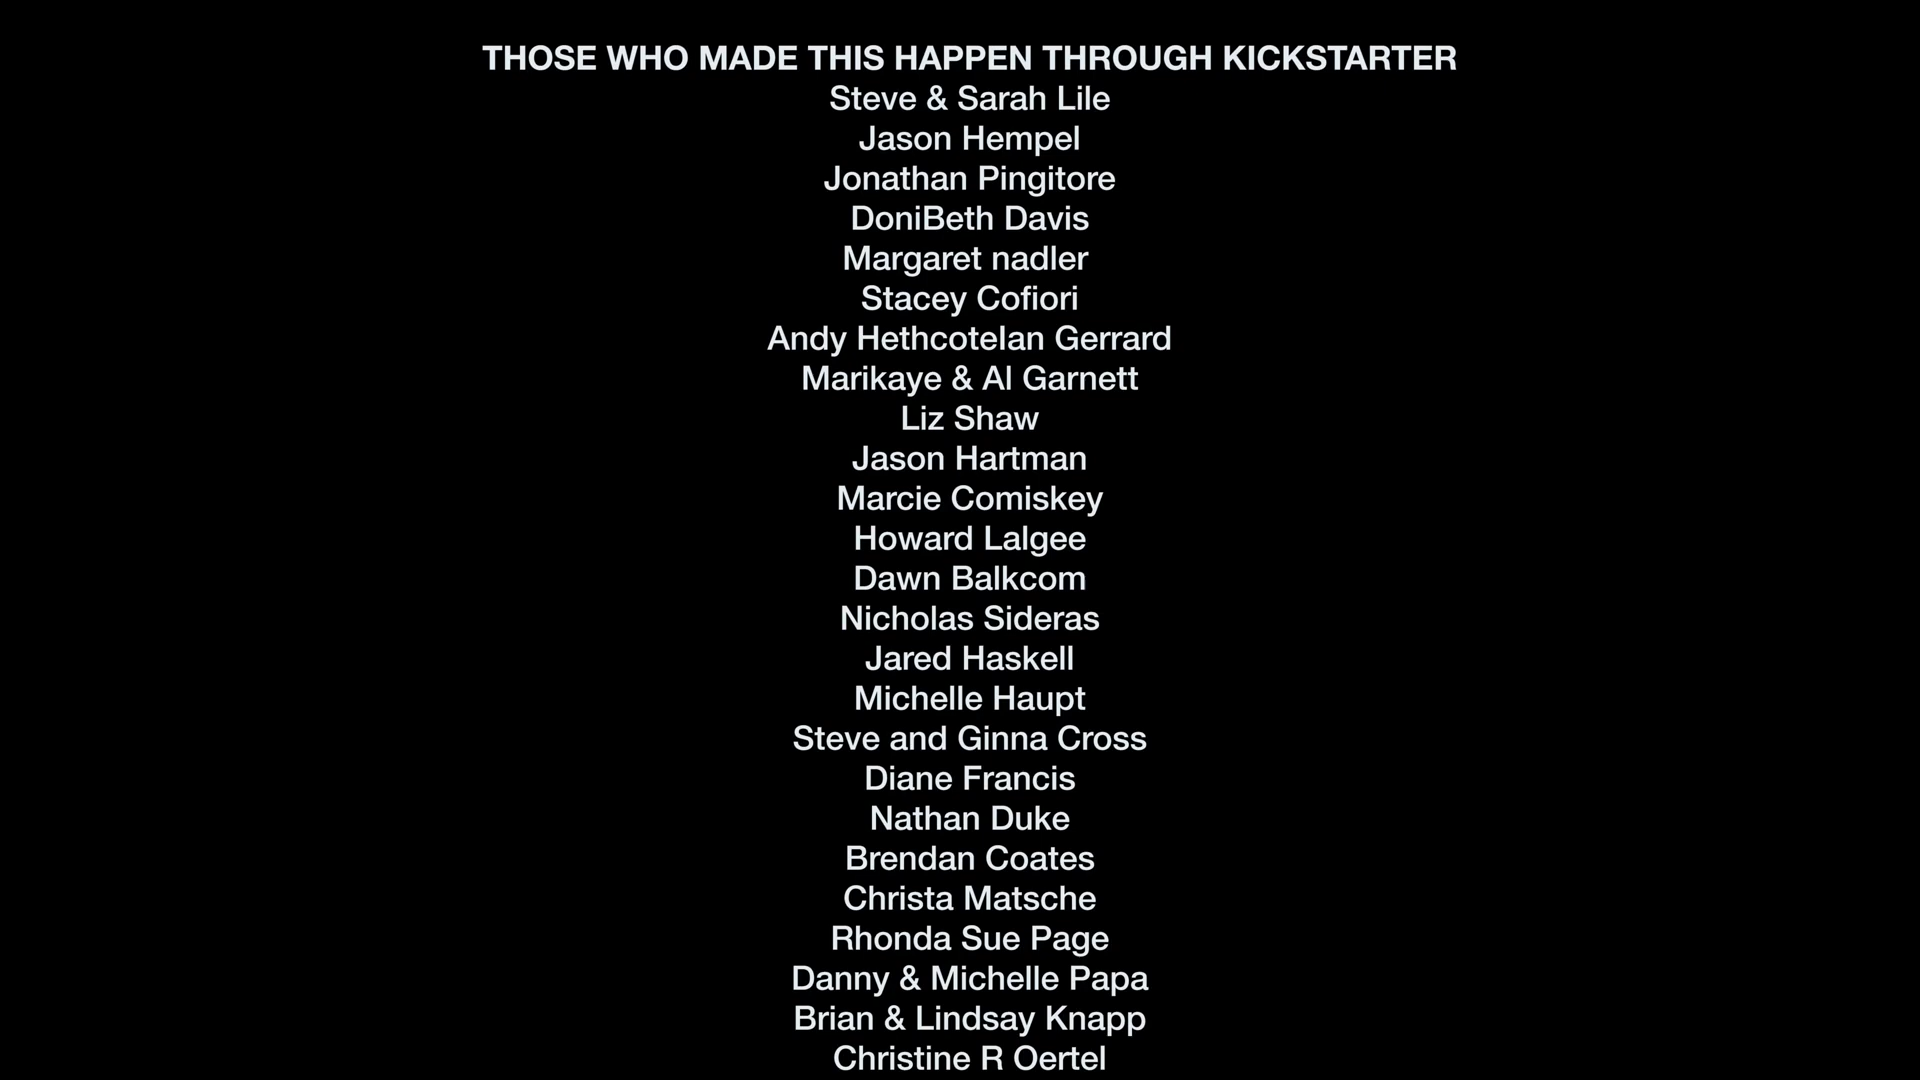 THOSE WHO MADE THIS HAPPEN THROUGH KICKSTARTER
Steve & Sarah Lile
Jason Hempel
Jonathan Pingitore
DoniBeth Davis
Margaret nadler
Stacey Cofiori
Andy HethcoteIan Gerrard
Marikaye & Al Garnett
Liz Shaw
Jason Hartman
Marcie Comiskey
Howard Lalgee
Dawn Balkcom
Nicholas Sideras
Jared Haskell
Michelle Haupt
Steve and Ginna Cross
Diane Francis
Nathan Duke
Brendan Coates
Christa Matsche
Rhonda Sue Page
Danny & Michelle Papa
Brian & Lindsay Knapp
Christine R Oertel